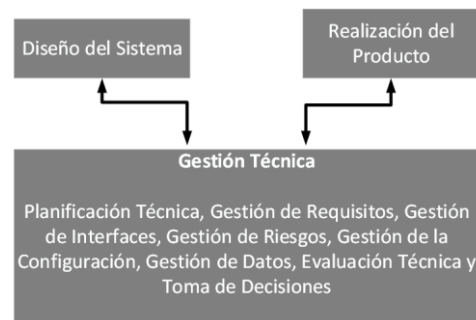 Diseño del Sistema
Realización del
Producto
Gestión Técnica
Planificación Técnica, Gestión de Requisitos, Gestión
de Interfaces, Gestión de Riesgos, Gestión de la
Configuración, Gestión de Datos, Evaluación Técnica y
Toma de Decisiones